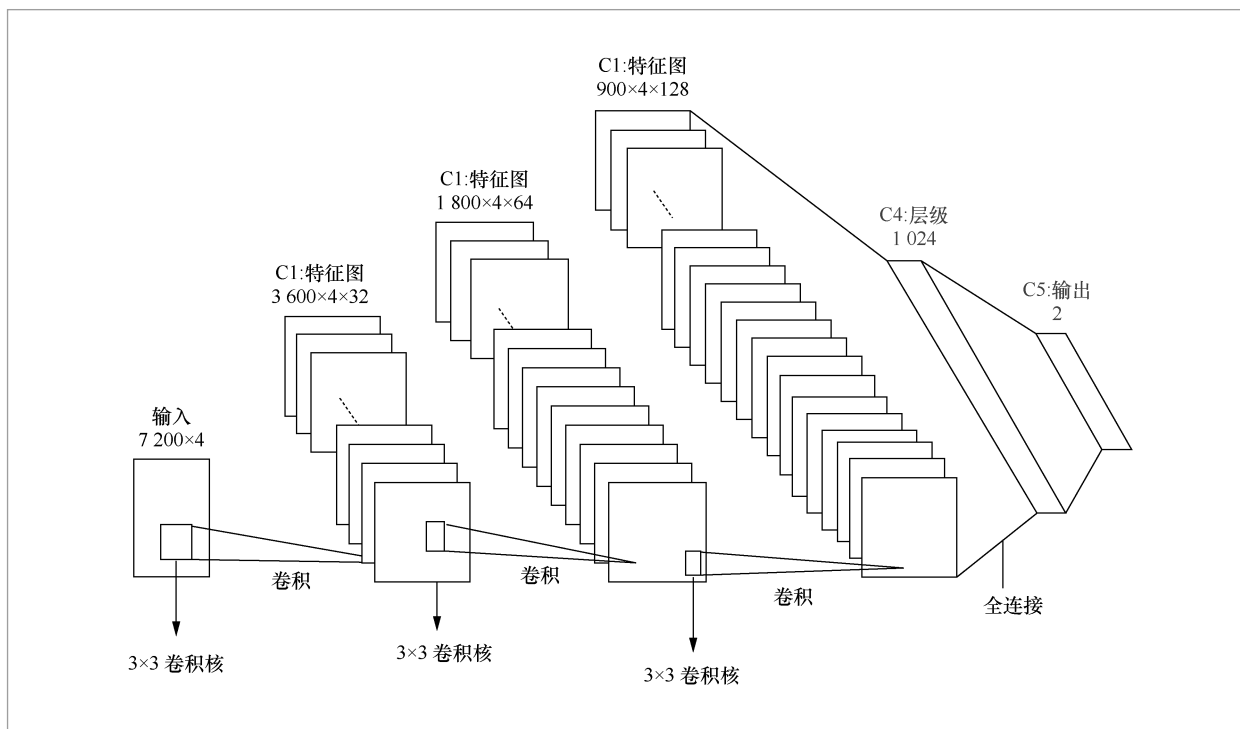 C1:特征图
900×4×128
C1:特征图
1 800×4×64
C4:层级
1 024
C1:特征图
3 600×4×32
C5:输出
2
输入
7 200×4
卷积
卷积
卷积
全连接
3×3 卷积核
3×3 卷积核
3×3 卷积核